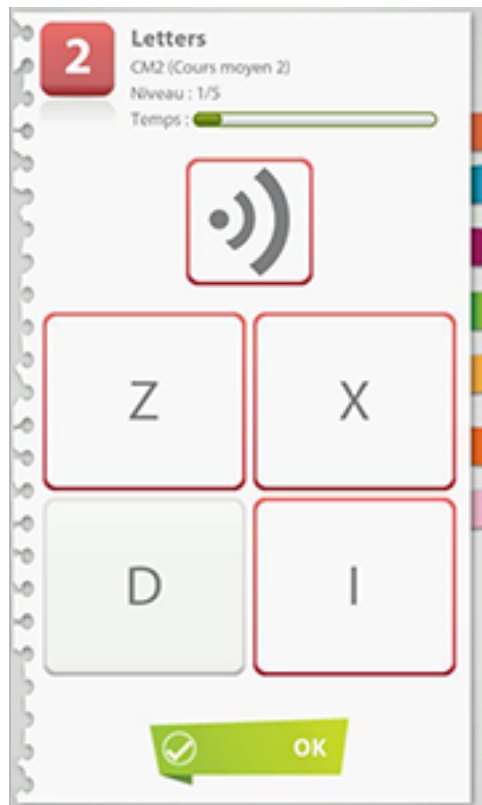 2
Letters
CM2 (Cours moyen 2)
Niveau : 1/5
Temps :
Z X
D I
OK